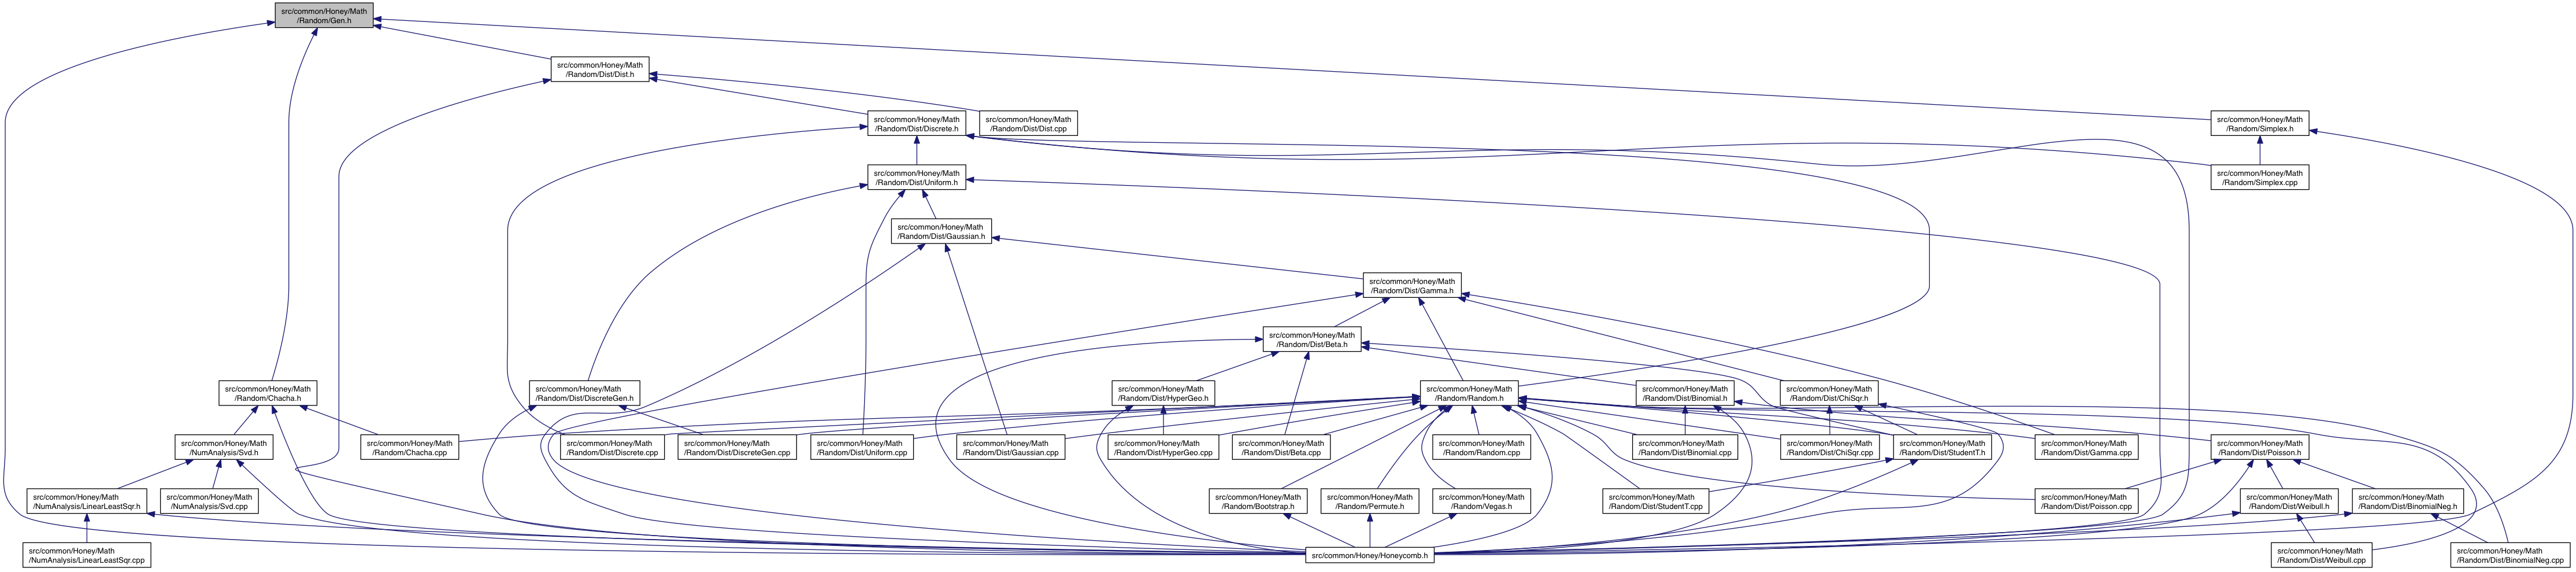 src/common/Honey/Math
/Random/Gen.h
src/common/Honey/Math
/Random/Dist/Dist.h
src/common/Honey/Math
/Random/Dist/Discrete.h
src/common/Honey/Math
/Random/Dist/Dist.cpp
src/common/Honey/Math
/Random/Simplex.h
src/common/Honey/Math
/Random/Dist/Uniform.h
src/common/Honey/Math
/Random/Simplex.cpp
src/common/Honey/Math
/Random/Dist/Gaussian.h
src/common/Honey/Math
/Random/Dist/Gamma.h
src/common/Honey/Math
/Random/Dist/Beta.h
src/common/Honey/Math
/Random/Chacha.h
src/common/Honey/Math
/Random/Dist/DiscreteGen.h
src/common/Honey/Math
/Random/Dist/HyperGeo.h
src/common/Honey/Math
/Random/Random.h
src/common/Honey/Math
/Random/Dist/Binomial.h
src/common/Honey/Math
/Random/Dist/ChiSqr.h
src/common/Honey/Math
/NumAnalysis/Svd.h
src/common/Honey/Math
/Random/Chacha.cpp
src/common/Honey/Math
/Random/Dist/Discrete.cpp
src/common/Honey/Math
/Random/Dist/DiscreteGen.cpp
src/common/Honey/Math
/Random/Dist/Uniform.cpp
src/common/Honey/Math
/Random/Dist/Gaussian.cpp
src/common/Honey/Math
/Random/Dist/HyperGeo.cpp
src/common/Honey/Math
/Random/Dist/Beta.cpp
src/common/Honey/Math
/Random/Random.cpp
src/common/Honey/Math
/Random/Dist/Binomial.cpp
src/common/Honey/Math
/Random/Dist/ChiSqr.cpp
src/common/Honey/Math
/Random/Dist/StudentT.h
src/common/Honey/Math
/Random/Dist/Gamma.cpp
src/common/Honey/Math
/Random/Dist/Poisson.h
src/common/Honey/Math
/NumAnalysis/LinearLeastSqr.h
src/common/Honey/Math
/NumAnalysis/Svd.cpp
src/common/Honey/Math
/Random/Bootstrap.h
src/common/Honey/Math
/Random/Permute.h
src/common/Honey/Math
/Random/Vegas.h
src/common/Honey/Math
/Random/Dist/StudentT.cpp
src/common/Honey/Math
/Random/Dist/Poisson.cpp
src/common/Honey/Math
/Random/Dist/Weibull.h
src/common/Honey/Math
/Random/Dist/BinomialNeg.h
src/common/Honey/Math
/NumAnalysis/LinearLeastSqr.cpp
src/common/Honey/Honeycomb.h
src/common/Honey/Math
/Random/Dist/Weibull.cpp
src/common/Honey/Math
/Random/Dist/BinomialNeg.cpp